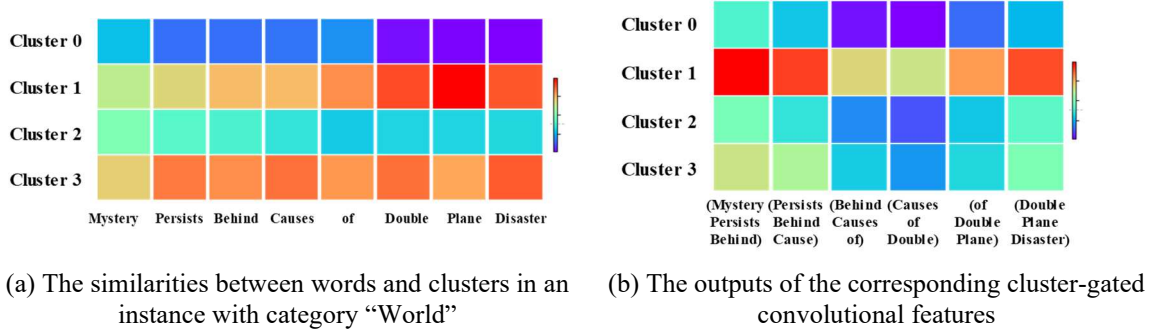 Cluster 0
Cluster 1
Cluster 2
Cluster 3
Mystery Persists Behind Causes of Double Plane Disaster
Cluster 0
Cluster 1
Cluster 2
Cluster 3
(Mystery (Persists (Behind (Causes (of (Double
Persists Behind Causes of Double Plane
Behind) Cause) of) Double) Plane) Disaster)
(a) The similarities between words and clusters in an
instance with category “World”
(b) The outputs of the corresponding cluster-gated
convolutional features